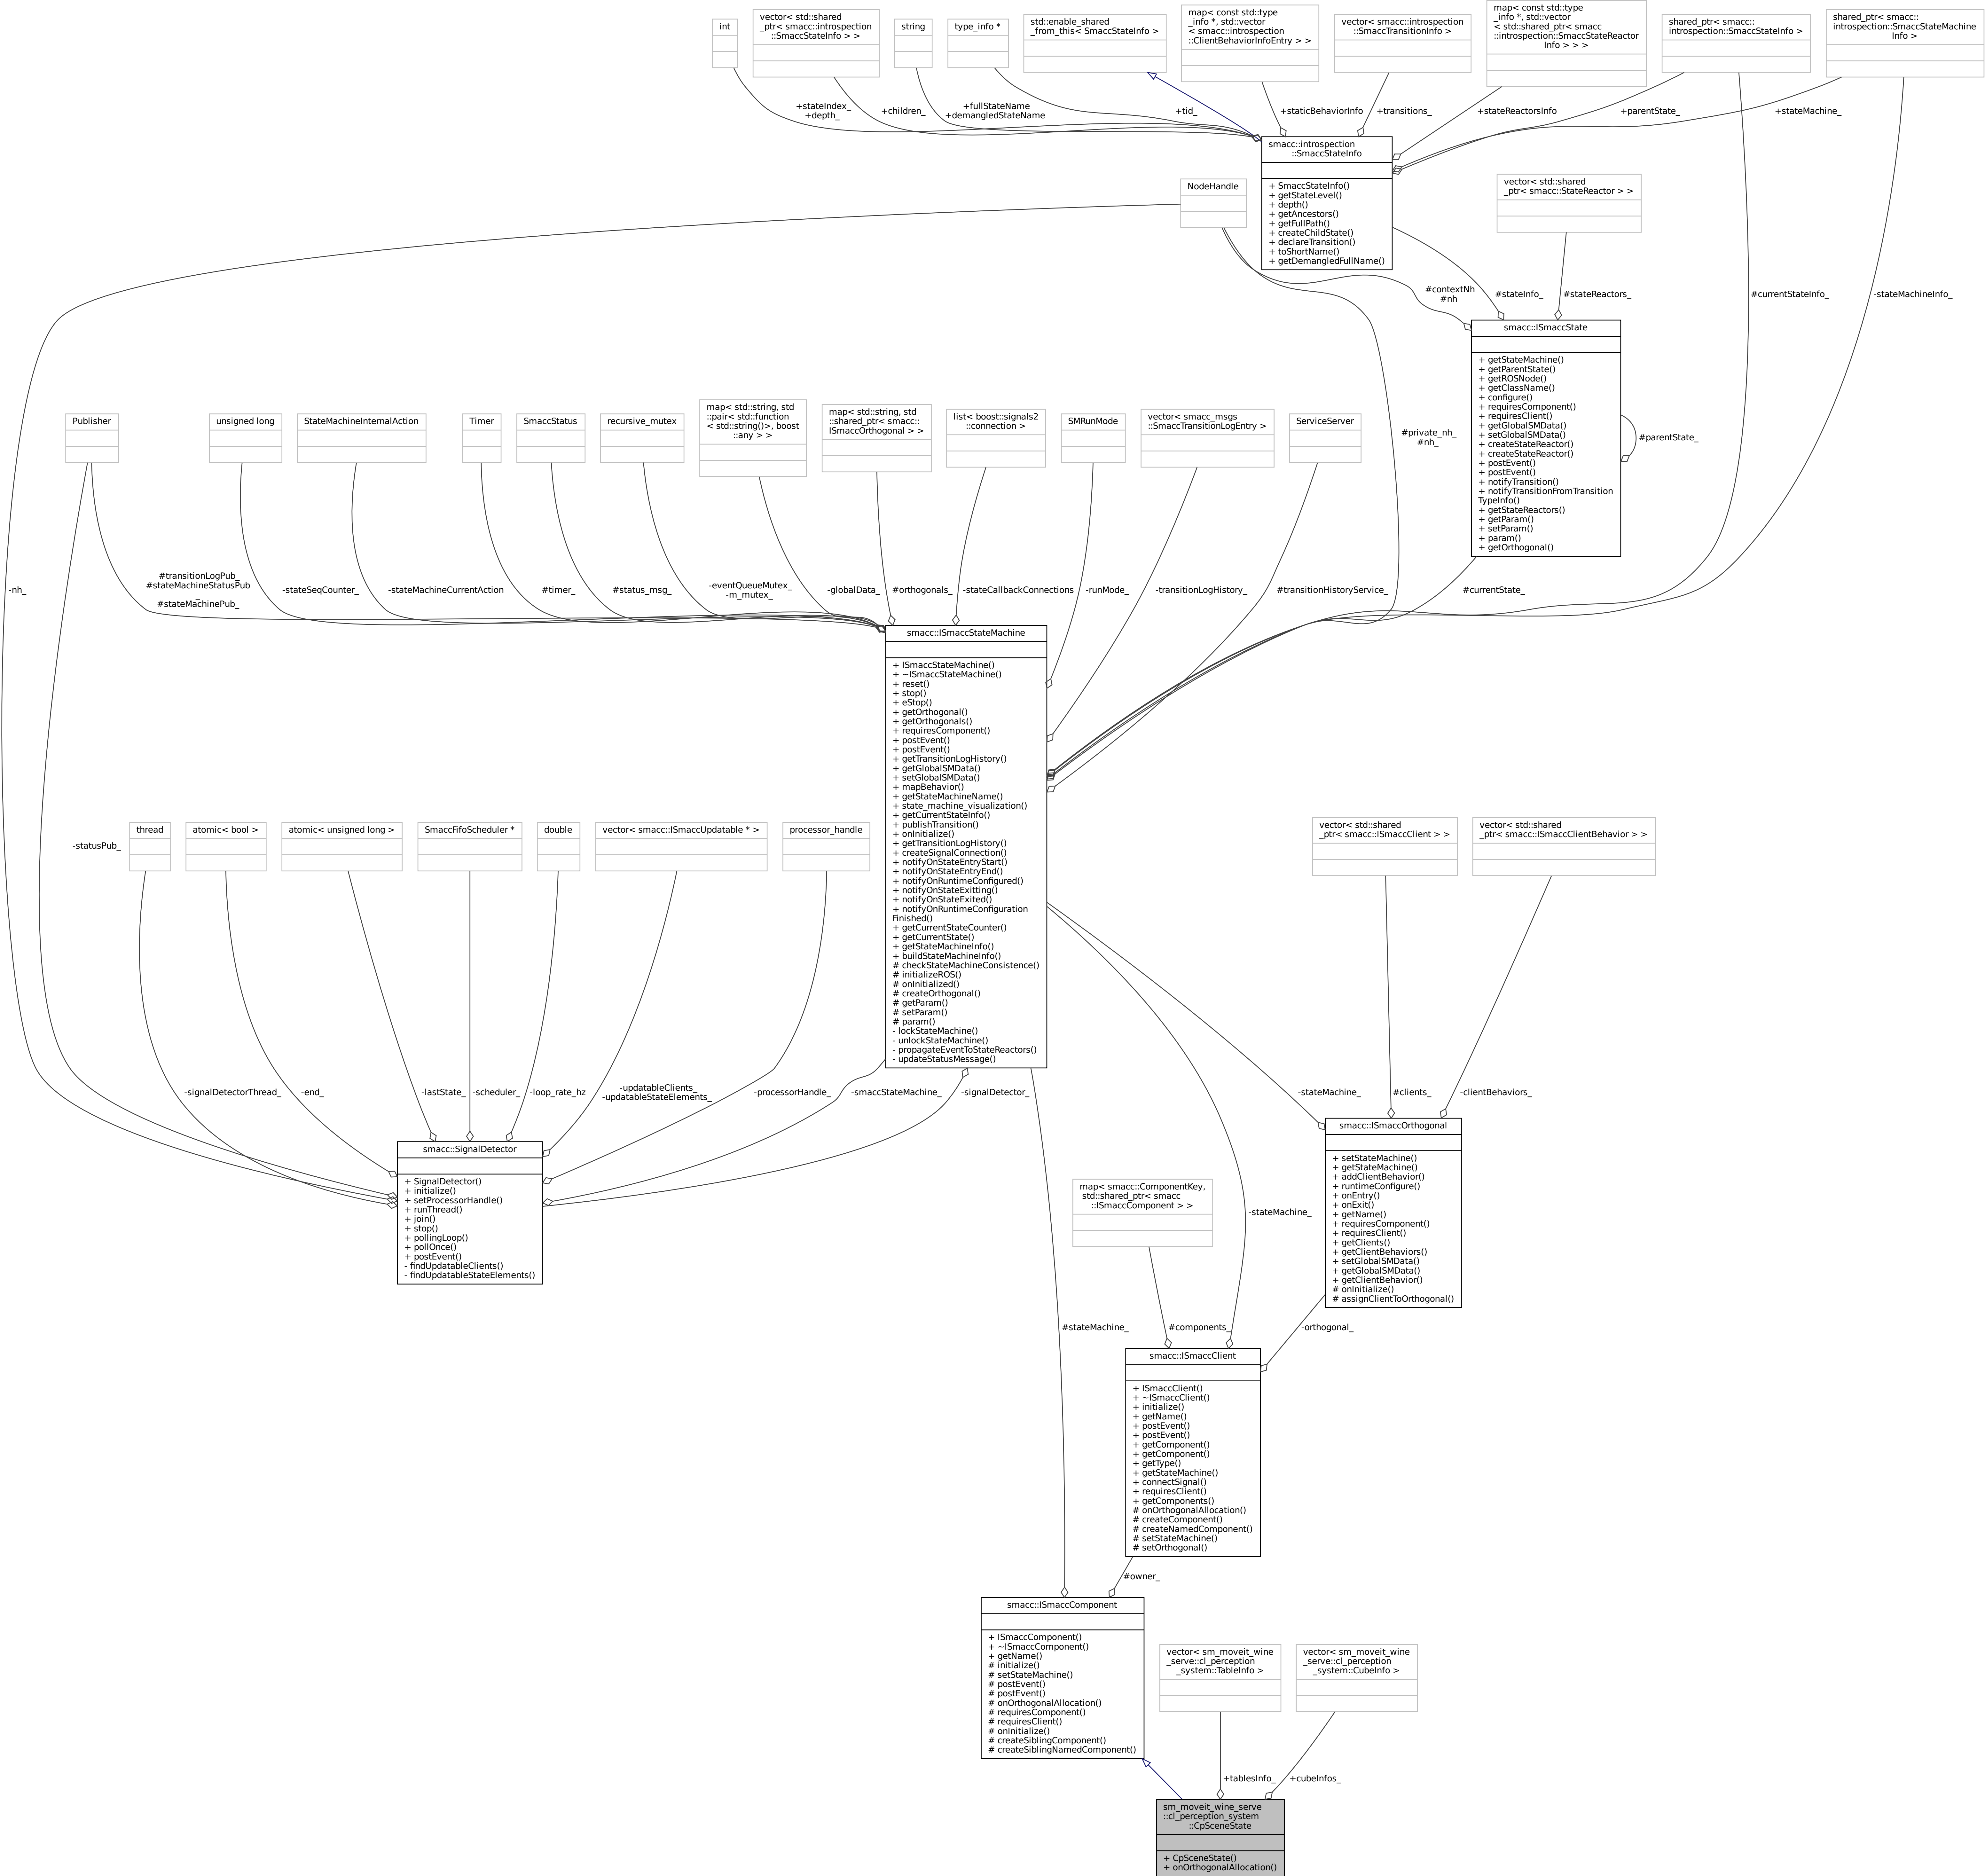 int
vector< std::shared
_ptr< smacc::introspection
::SmaccStateInfo > >
string
type_info *
std::enable_shared
_from_this< SmaccStateInfo >
map< const std::type
_info *, std::vector
< smacc::introspection
::ClientBehaviorInfoEntry > >
vector< smacc::introspection
::SmaccTransitionInfo >
map< const std::type
_info *, std::vector
< std::shared_ptr< smacc
::introspection::SmaccStateReactor
Info > > >
shared_ptr< smacc::
introspection::SmaccStateInfo >
shared_ptr< smacc::
introspection::SmaccStateMachine
Info >
+stateIndex_
+depth_
+children_
+fullStateName
+demangledStateName
+tid_
+staticBehaviorInfo
+transitions_
+stateReactorsInfo
+parentState_
+stateMachine_
smacc::introspection
::SmaccStateInfo
+ SmaccStateInfo()
+ getStateLevel()
+ depth()
+ getAncestors()
+ getFullPath()
+ createChildState()
+ declareTransition()
+ toShortName()
+ getDemangledFullName()
NodeHandle
vector< std::shared
_ptr< smacc::StateReactor > >
#contextNh
#nh
#stateInfo_
#stateReactors_
#currentStateInfo_
-stateMachineInfo_
smacc::ISmaccState
+ getStateMachine()
+ getParentState()
+ getROSNode()
+ getClassName()
+ configure()
+ requiresComponent()
+ requiresClient()
+ getGlobalSMData()
+ setGlobalSMData()
+ createStateReactor()
+ createStateReactor()
+ postEvent()
+ postEvent()
+ notifyTransition()
+ notifyTransitionFromTransition
TypeInfo()
+ getStateReactors()
+ getParam()
+ setParam()
+ param()
+ getOrthogonal()
#parentState_
Publisher
unsigned long
StateMachineInternalAction
Timer
SmaccStatus
recursive_mutex
map< std::string, std
::pair< std::function
< std::string()>, boost
::any > >
map< std::string, std
::shared_ptr< smacc::
ISmaccOrthogonal > >
list< boost::signals2
::connection >
SMRunMode
vector< smacc_msgs
::SmaccTransitionLogEntry >
ServiceServer
#private_nh_
#nh_
-nh_
#transitionLogPub_
#stateMachineStatusPub
_
#stateMachinePub_
-stateSeqCounter_
-stateMachineCurrentAction
#timer_
#status_msg_
-eventQueueMutex_
-m_mutex_
-globalData_
#orthogonals_
-stateCallbackConnections
-runMode_
-transitionLogHistory_
#transitionHistoryService_
#currentState_
smacc::ISmaccStateMachine
+ ISmaccStateMachine()
+ ~ISmaccStateMachine()
+ reset()
+ stop()
+ eStop()
+ getOrthogonal()
+ getOrthogonals()
+ requiresComponent()
+ postEvent()
+ postEvent()
+ getTransitionLogHistory()
+ getGlobalSMData()
+ setGlobalSMData()
+ mapBehavior()
+ getStateMachineName()
+ state_machine_visualization()
+ getCurrentStateInfo()
+ publishTransition()
+ onInitialize()
+ getTransitionLogHistory()
+ createSignalConnection()
+ notifyOnStateEntryStart()
+ notifyOnStateEntryEnd()
+ notifyOnRuntimeConfigured()
+ notifyOnStateExitting()
+ notifyOnStateExited()
+ notifyOnRuntimeConfiguration
Finished()
+ getCurrentStateCounter()
+ getCurrentState()
+ getStateMachineInfo()
+ buildStateMachineInfo()
# checkStateMachineConsistence()
# initializeROS()
# onInitialized()
# createOrthogonal()
# getParam()
# setParam()
# param()
- lockStateMachine()
- unlockStateMachine()
- propagateEventToStateReactors()
- updateStatusMessage()
thread
atomic< bool >
atomic< unsigned long >
SmaccFifoScheduler *
double
vector< smacc::ISmaccUpdatable * >
processor_handle
-statusPub_
vector< std::shared
_ptr< smacc::ISmaccClient > >
vector< std::shared
_ptr< smacc::ISmaccClientBehavior > >
-signalDetectorThread_
-end_
-lastState_
-scheduler_
-loop_rate_hz
-updatableClients_
-updatableStateElements_
-processorHandle_
-smaccStateMachine_
-signalDetector_
-stateMachine_
#clients_
-clientBehaviors_
smacc::SignalDetector
+ SignalDetector()
+ initialize()
+ setProcessorHandle()
+ runThread()
+ join()
+ stop()
+ pollingLoop()
+ pollOnce()
+ postEvent()
- findUpdatableClients()
- findUpdatableStateElements()
smacc::ISmaccOrthogonal
+ setStateMachine()
+ getStateMachine()
+ addClientBehavior()
+ runtimeConfigure()
+ onEntry()
+ onExit()
+ getName()
+ requiresComponent()
+ requiresClient()
+ getClients()
+ getClientBehaviors()
+ setGlobalSMData()
+ getGlobalSMData()
+ getClientBehavior()
# onInitialize()
# assignClientToOrthogonal()
map< smacc::ComponentKey,
std::shared_ptr< smacc
::ISmaccComponent > >
-stateMachine_
#stateMachine_
#components_
-orthogonal_
smacc::ISmaccClient
+ ISmaccClient()
+ ~ISmaccClient()
+ initialize()
+ getName()
+ postEvent()
+ postEvent()
+ getComponent()
+ getComponent()
+ getType()
+ getStateMachine()
+ connectSignal()
+ requiresClient()
+ getComponents()
# onOrthogonalAllocation()
# createComponent()
# createNamedComponent()
# setStateMachine()
# setOrthogonal()
#owner_
smacc::ISmaccComponent
+ ISmaccComponent()
+ ~ISmaccComponent()
+ getName()
# initialize()
# setStateMachine()
# postEvent()
# postEvent()
# onOrthogonalAllocation()
# requiresComponent()
# requiresClient()
# onInitialize()
# createSiblingComponent()
# createSiblingNamedComponent()
vector< sm_moveit_wine
_serve::cl_perception
_system::TableInfo >
vector< sm_moveit_wine
_serve::cl_perception
_system::CubeInfo >
+tablesInfo_
+cubeInfos_
sm_moveit_wine_serve
::cl_perception_system
::CpSceneState
+ CpSceneState()
+ onOrthogonalAllocation()